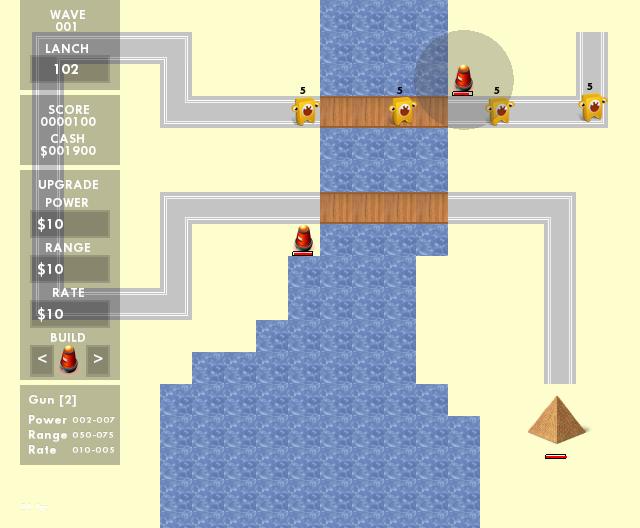 WAVE
001
LANCH
102
SCORE
0000100
CASH
$001900
UPGRADE
POWER
$10
RANGE
$10
RATE
$10
BUILD
< >
Gun [2]
Power 002-007
Range 050-075
Rate 010-005
5 5 5 5